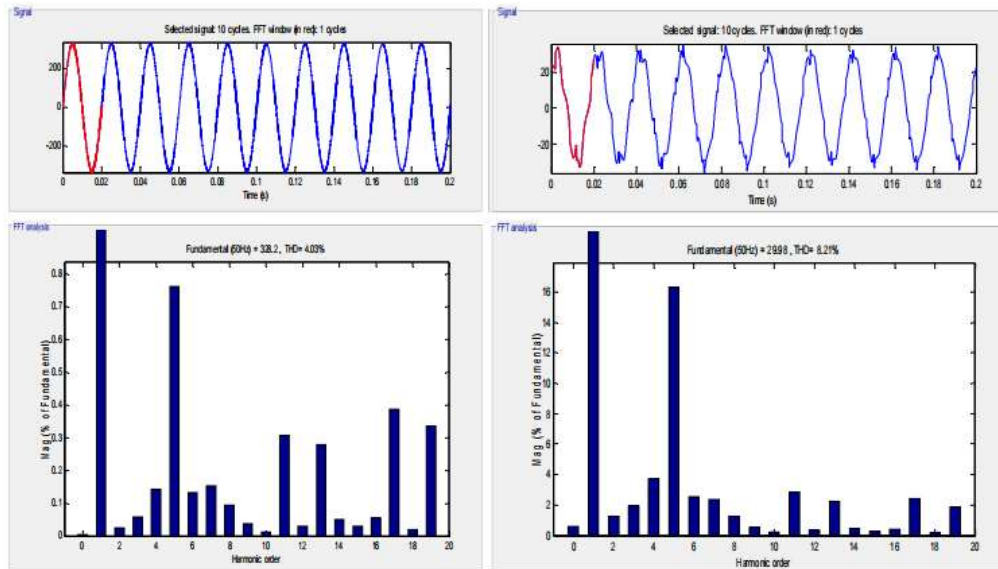 Signal
Selected signal: 10 cycles. FFT window (in red): 1 cycles
200
0
-200
0 0.02 0.04 0.06 0.08 0.1 0.12 0.14 0.16 0.18 0.2
Time (s)
Signal
Selected signal: 10 cycles. FFT window (in red): 1 cycles
20
0
-20
0 0.02 0.04 0.06 0.08 0.1 0.12 0.14 0.16 0.18 0.2
Time (s)
FFT analysis
Fundamental (50Hz) = 328.2 , THD= 4.03%
Mag (% of Fundamental)
0.8
0.7
0.6
0.5
0.4
0.3
0.2
0.1
0
0 2 4 6 8 10 12 14 16 18 20
Harmonic order
FFT analysis
Fundamental (50Hz) = 29.98 , THD= 8.21%
Mag (% of Fundamental)
16
14
12
10
8
6
4
2
0
0 2 4 6 8 10 12 14 16 18 20
Harmonic order